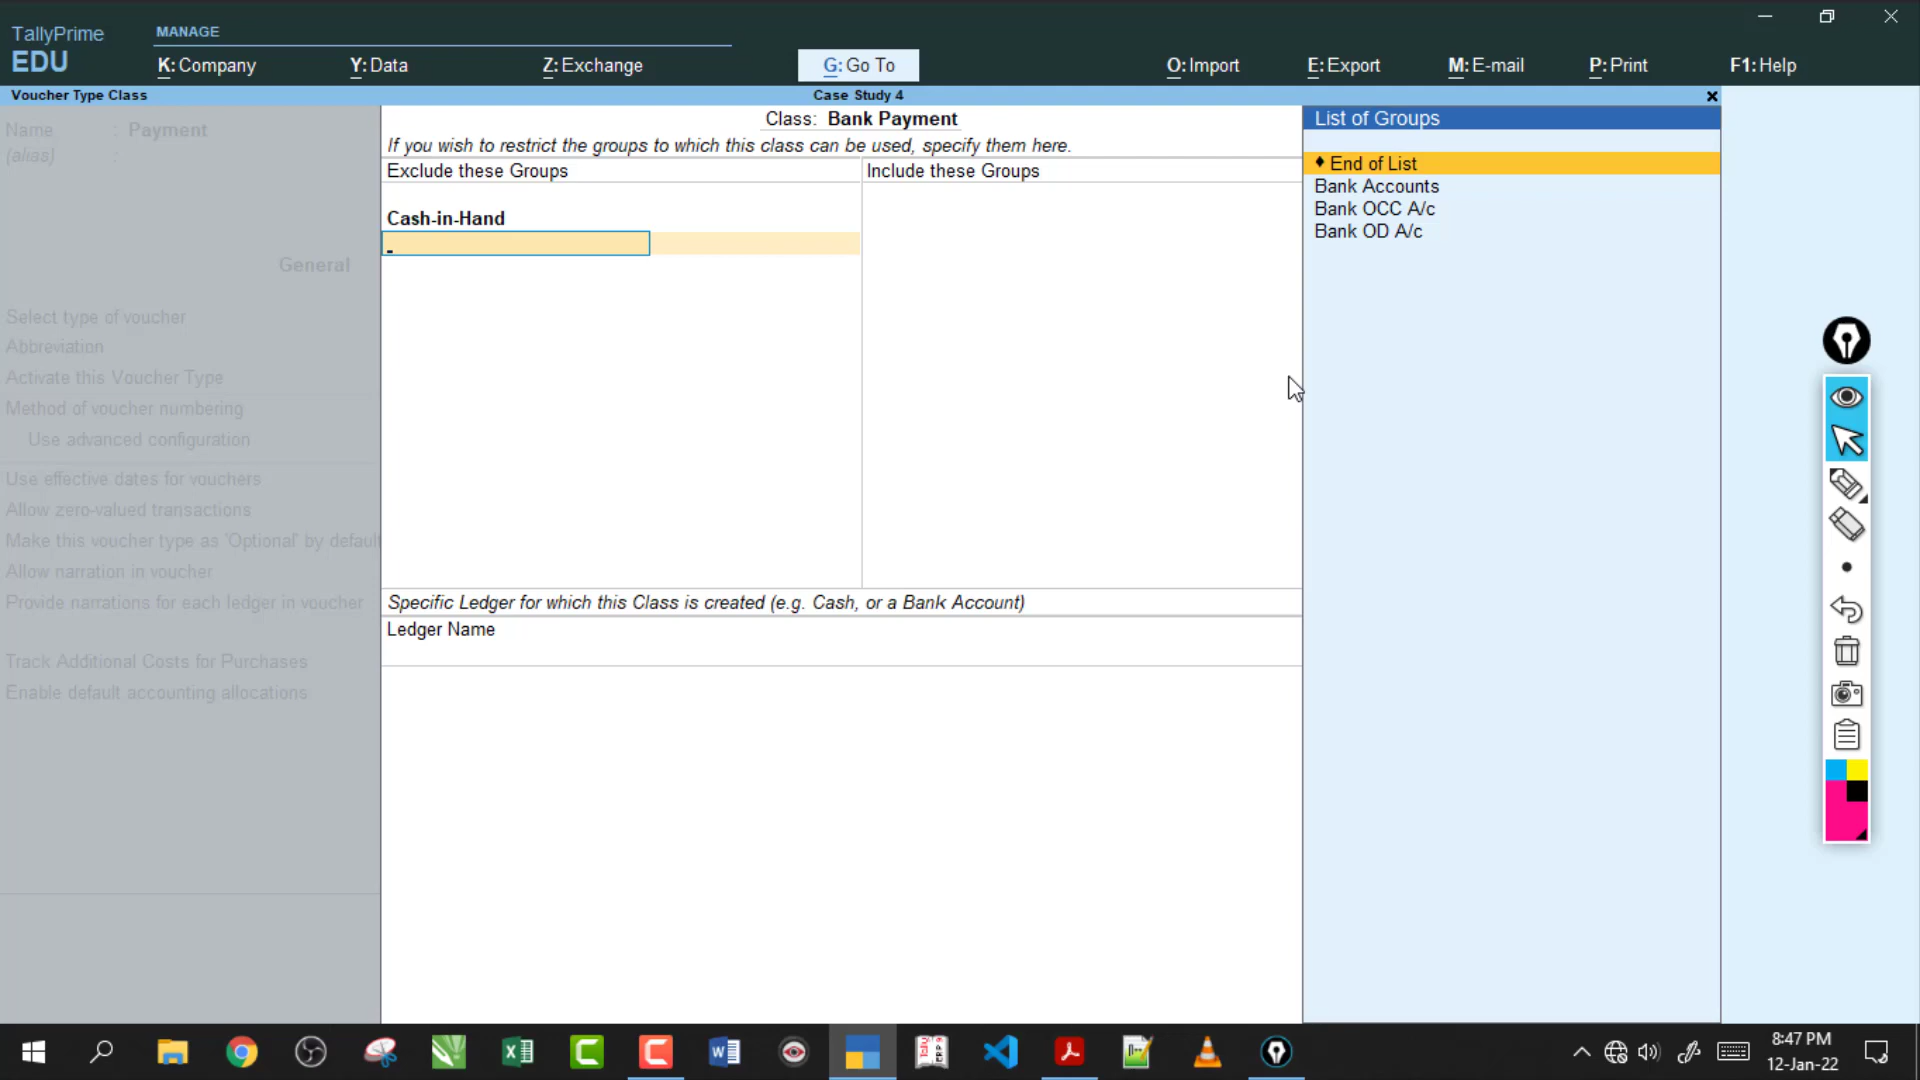 TallyPrime
EDU
MANAGE
K: Company
Y: Data
Z: Exchange
G: Go To
O: Import
E: Export
M: E-mail
P: Print
F1: Help
Voucher Type Class
Case Study 4
Name : Payment
(alias) :
General
Select type of voucher
Abbreviation
Activate this Voucher Type
Method of voucher numbering
Use advanced configuration
Use effective dates for vouchers
Allow zero-valued transactions
Make this voucher type as 'Optional' by defaul
Allow narration in voucher
Provide narrations for each ledger in voucher
Track Additional Costs for Purchases
Enable default accounting allocations
Class: Bank Payment
If you wish to restrict the groups to which this class can be used, specify them here.
Exclude these Groups
Include these Groups
Cash-in-Hand
Specific Ledger for which this Class is created (e.g. Cash, or a Bank Account)
Ledger Name
List of Groups
♦ End of List
Bank Accounts
Bank OCC A/c
Bank OD A/c
8:47 PM
12-Jan-22